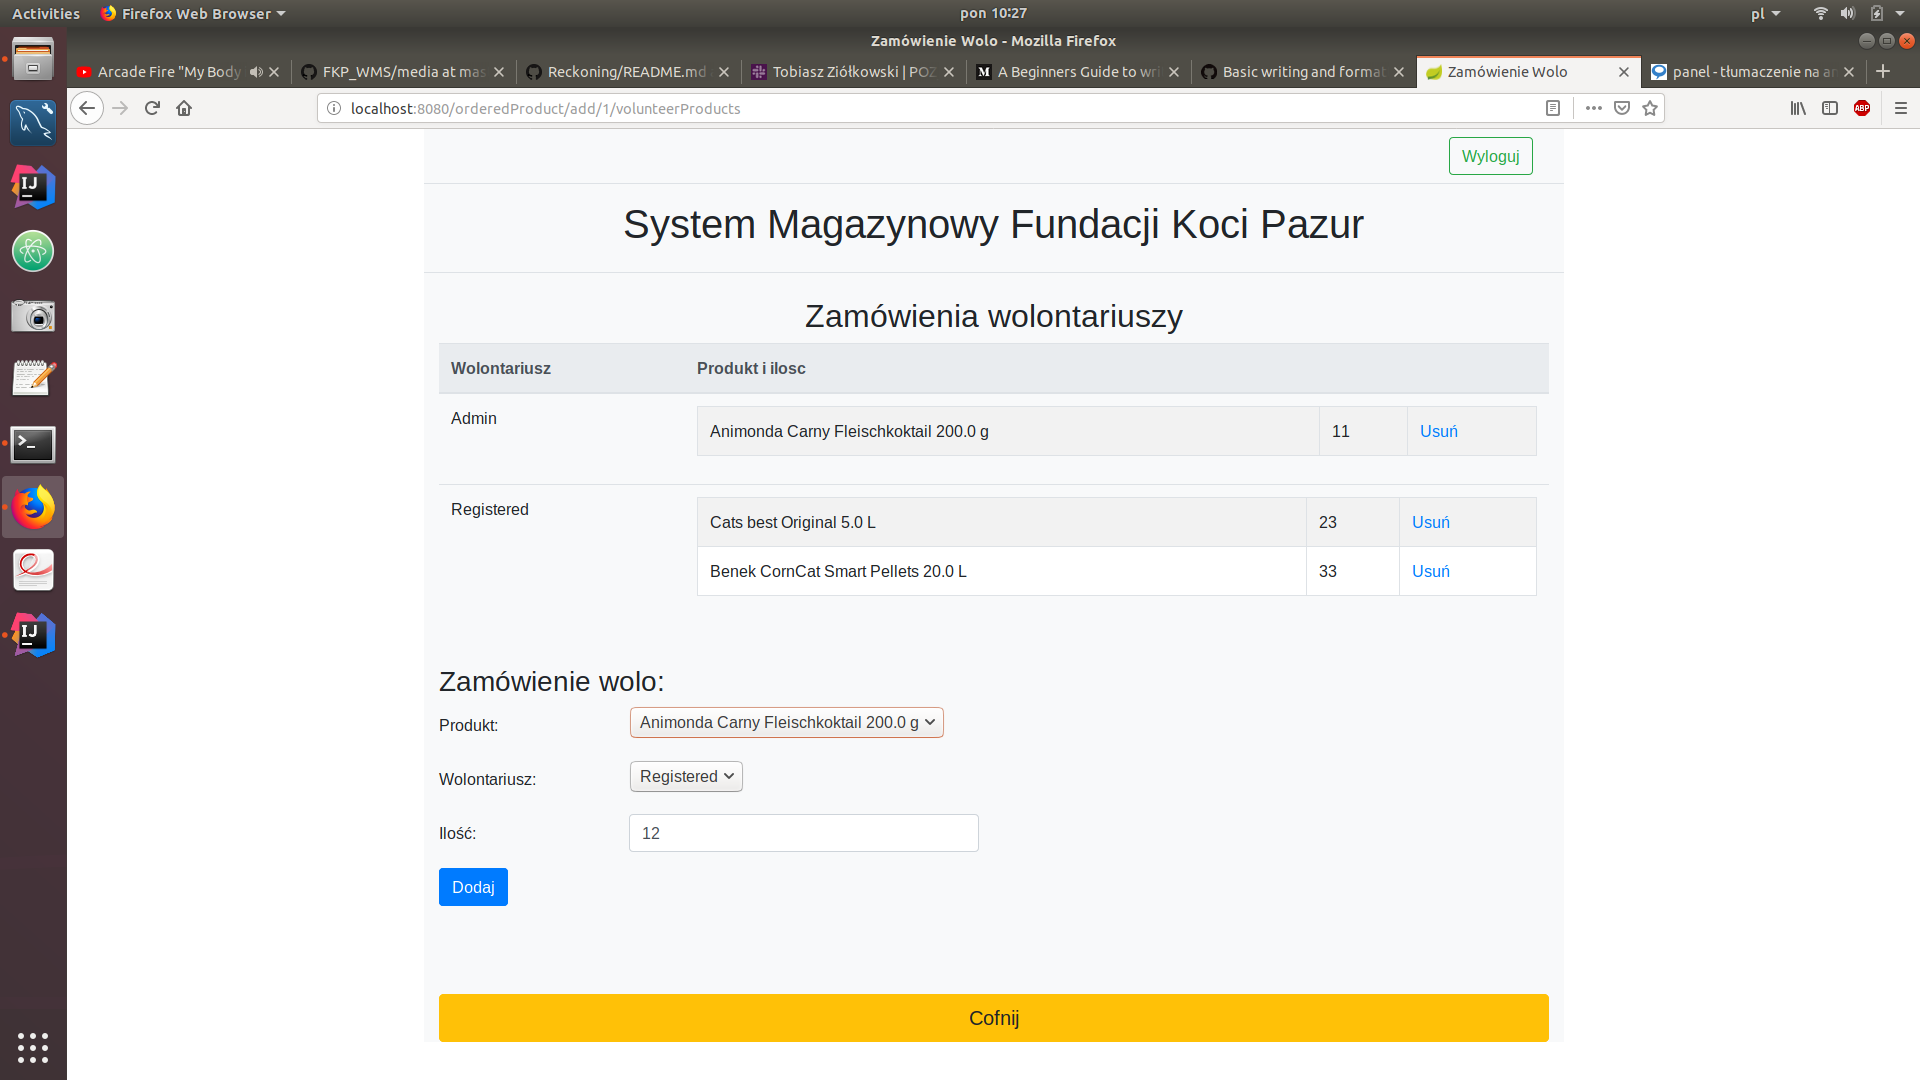 Activities Firefox Web Browser pon 10:27 pl
Zamówienie Wolo - Mozilla Firefox
Arcade Fire "My Body FKP_WMS/media at mas Reckoning/README.md Tobiasz Ziółkowski | POZ A Beginners Guide to wri Basic writing and format Zamówienie Wolo panel - tłumaczenie na an
localhost:8080/orderedProduct/add/1/volunteerProducts ABP
Wyloguj
System Magazynowy Fundacji Koci Pazur
Zamówienia wolontariuszy
Wolontariusz Produkt i ilosc
Admin
Animonda Carny Fleischkoktail 200.0 g 11 Usuń
Registered
Cats best Original 5.0 L 23 Usuń
Benek CornCat Smart Pellets 20.0 L 33 Usuń
Zamówienie wolo:
Produkt: Animonda Carny Fleischkoktail 200.0 g
Wolontariusz: Registered
Ilość: 12
Dodaj
Cofnij